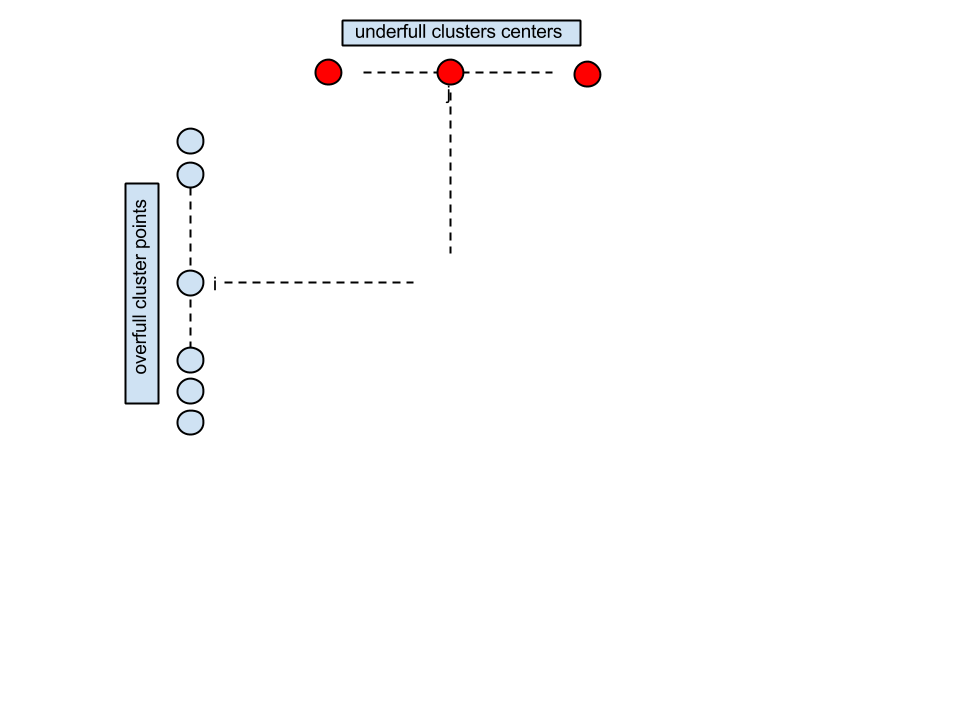 underfull clusters centers
j
overfull cluster points
i